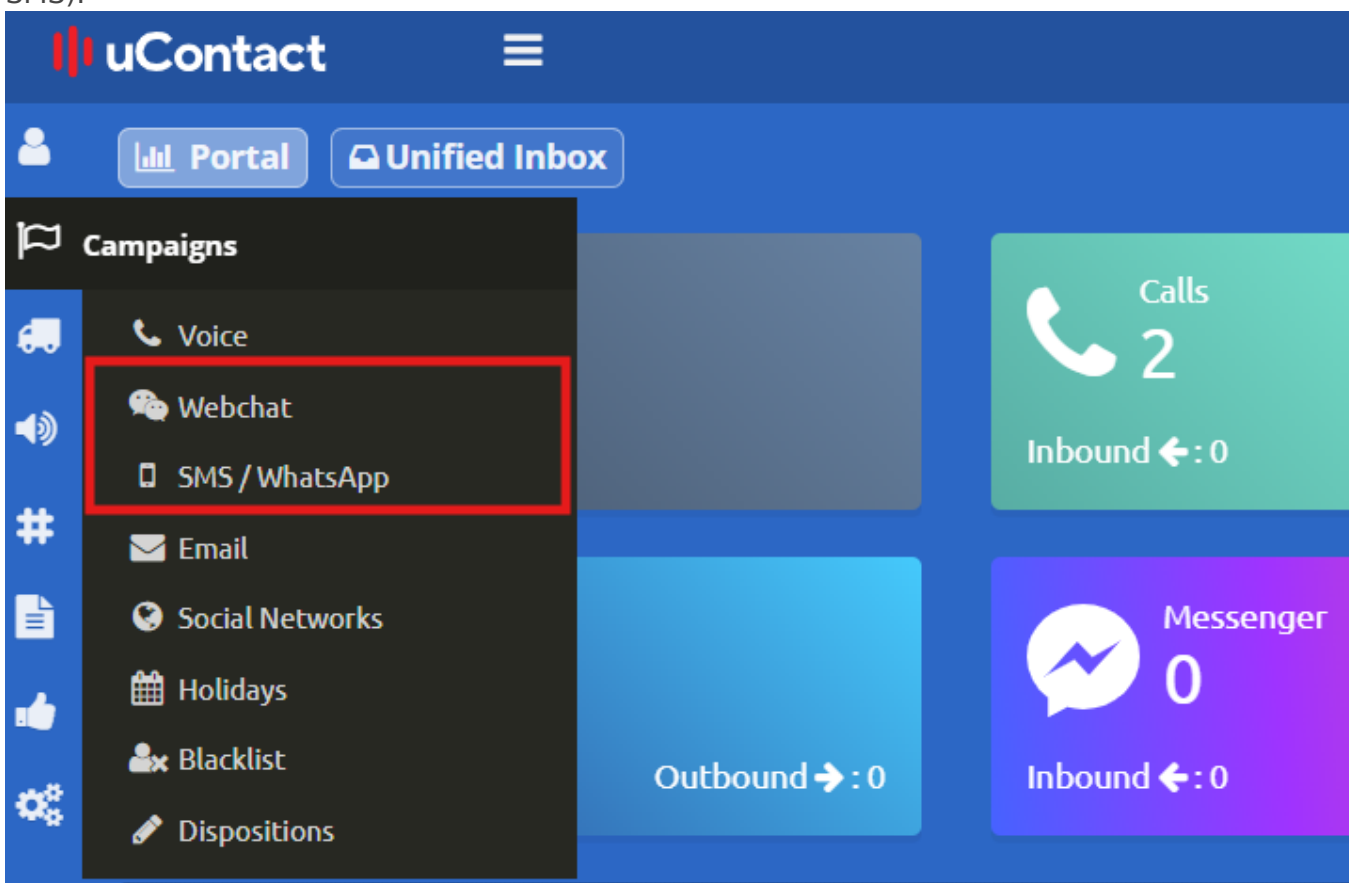 SMS).
uContact
Portal
Unified Inbox
Campaigns
Voice
Webchat
SMS / WhatsApp
Email
Social Networks
Holidays
Blacklist
Dispositions
Calls
2
Inbound : 0
Outbound : 0
Messenger
0
Inbound : 0